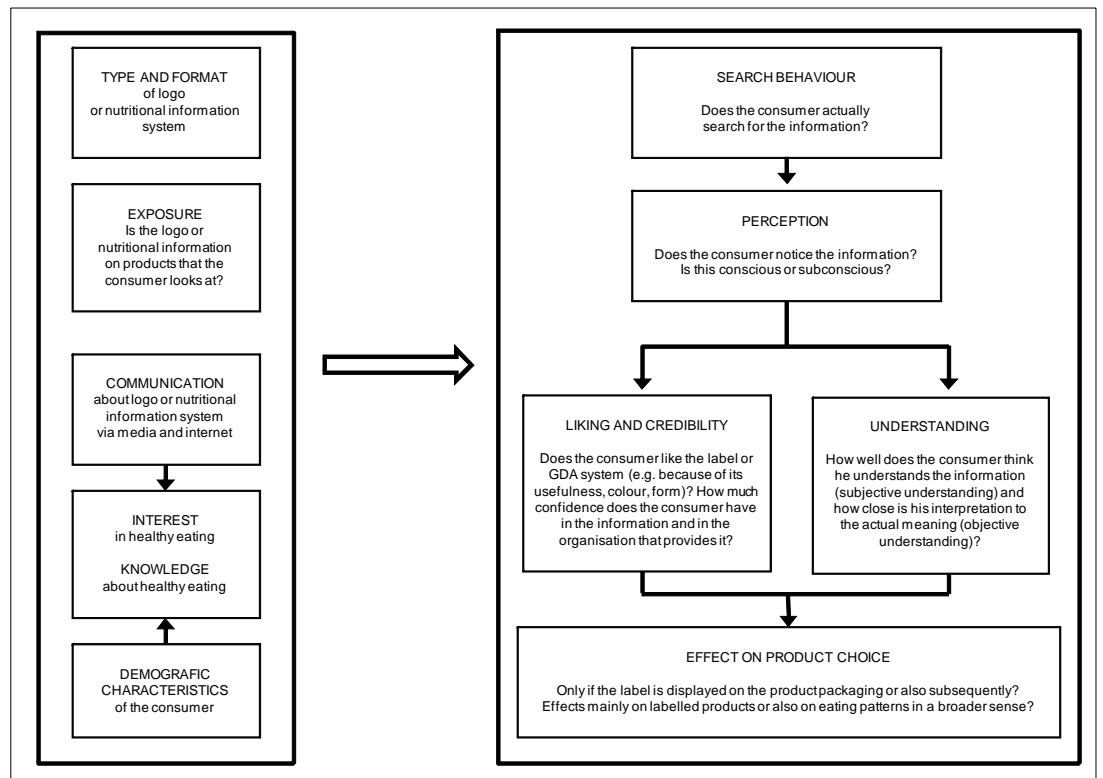 TYPE AND FORMAT
of logo
or nutritional information
system
EXPOSURE
Is the logo or
nutritional information
on products that the
consumer looks at?
COMMUNICATION
about logo or nutritional
information system
via media and internet
INTEREST
in healthy eating
KNOWLEDGE
about healthy eating
DEMOGRAFIC
CHARACTERISTICS
of the consumer
SEARCH BEHAVIOUR
Does the consumer actually
search for the information?
PERCEPTION
Does the consumer notice the information?
Is this conscious or subconscious?
LIKING AND CREDIBILITY
Does the consumer like the label or
GDA system (e.g. because of its
usefulness, colour, form)? How much
confidence does the consumer have
in the information and in the
organisation that provides it?
UNDERSTANDING
How well does the consumer think
he understands the information
(subjective understanding) and
how close is his interpretation to
the actual meaning (objective
understanding)?
EFFECT ON PRODUCT CHOICE
Only if the label is displayed on the product packaging or also subsequently?
Effects mainly on labelled products or also on eating patterns in a broader sense?